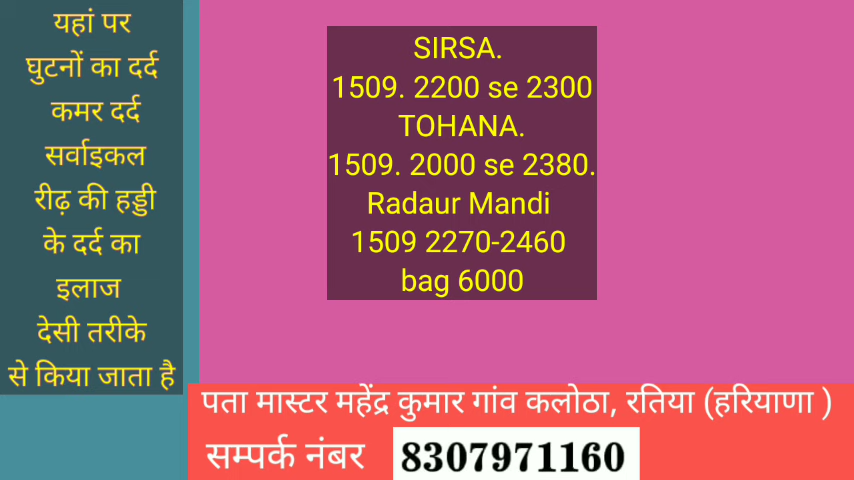 यहां पर
घुटनों का दर्द
कमर दर्द
सर्वाइकल
रीढ़ की हड्डी
के दर्द का
इलाज
देसी तरीके
से किया जाता है
SIRSA.
1509. 2200 se 2300
TOHANA.
1509. 2000 se 2380.
Radaur Mandi
1509 2270-2460
bag 6000
पता मास्टर महेंद्र कुमार गांव कलोठा, रतिया (हरियाणा )
सम्पर्क नंबर 8307971160